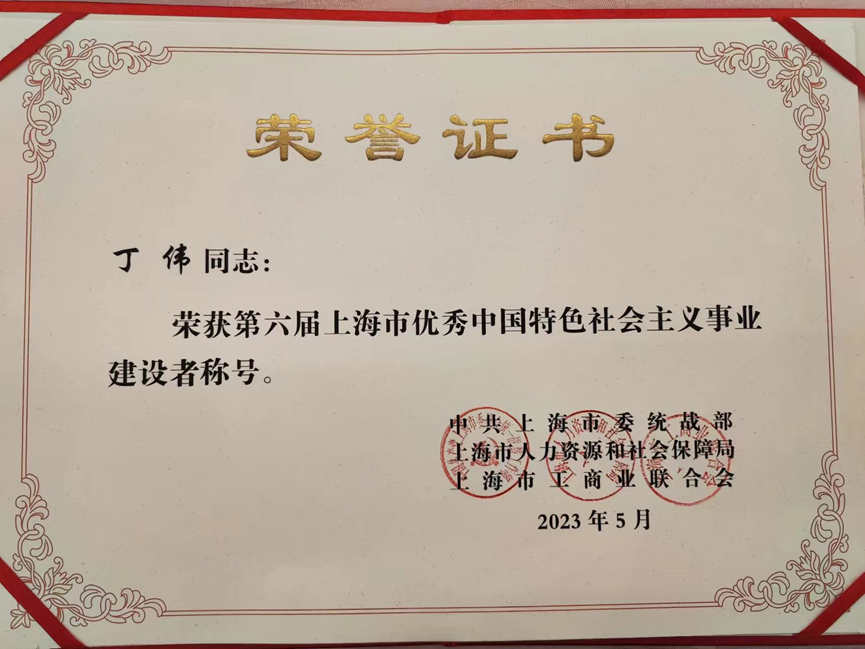 荣誉证书
丁伟同志：
荣获第六届上海市优秀中国特色社会主义事业
建设者称号。
中共上海市委统战部
上海市人力资源和社会保障局
上海市工商业联合会
2023年5月